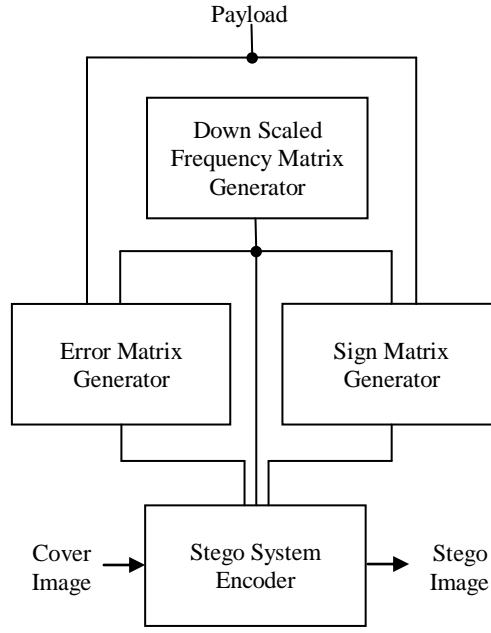 Payload
Down Scaled
Frequency Matrix
Generator
Error Matrix
Generator
Sign Matrix
Generator
Cover
Image
Stego System
Encoder
Stego
Image